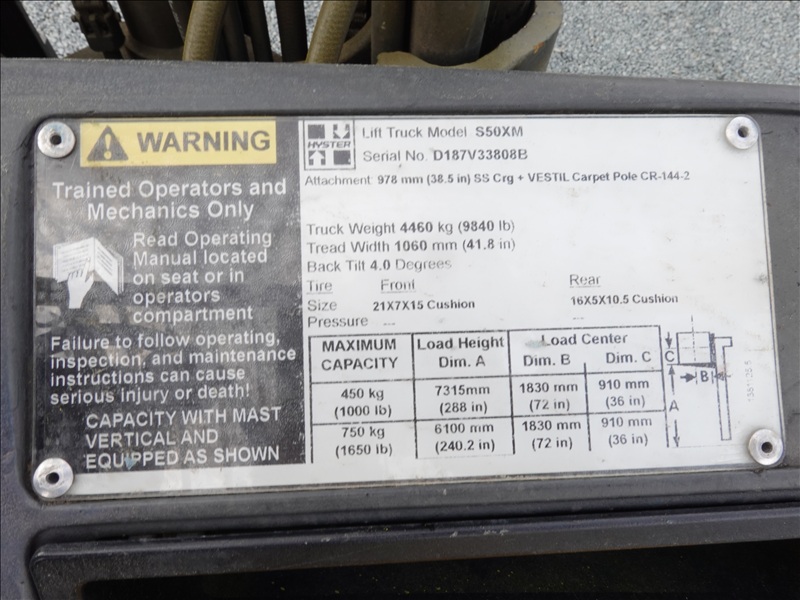 WARNING
Trained Operators and
Mechanics Only
Read Operating
Manual located
on seat or in
operators
compartment
Failure to follow operating,
inspection, and maintenance
instructions can cause
serious injury or death!
CAPACITY WITH MAST
VERTICAL AND
EQUIPPED AS SHOWN
HYSTER
Lift Truck Model S50XM
Serial No. D187V33808B
Attachment 978 mm (38.5 in) SS Crg + VESTIL Carpet Pole CR-144-2
Truck Weight 4460 kg (9840 lb)
Tread Width 1060 mm (41.8 in)
Back Tilt 4.0 Degrees
Tire Front Rear
Size 21X7X15 Cushion 16X5X10.5 Cushion
Pressure --- ---
MAXIMUM Load Height Load Center
CAPACITY Dim. A Dim. B Dim. C
450 kg 7315mm 1830 mm 910 mm
(1000 lb) (288 in) (72 in) (36 in)
750 kg 6100 mm 1830 mm 910 mm
(1650 lb) (240.2 in) (72 in) (36 in)
C
B
A